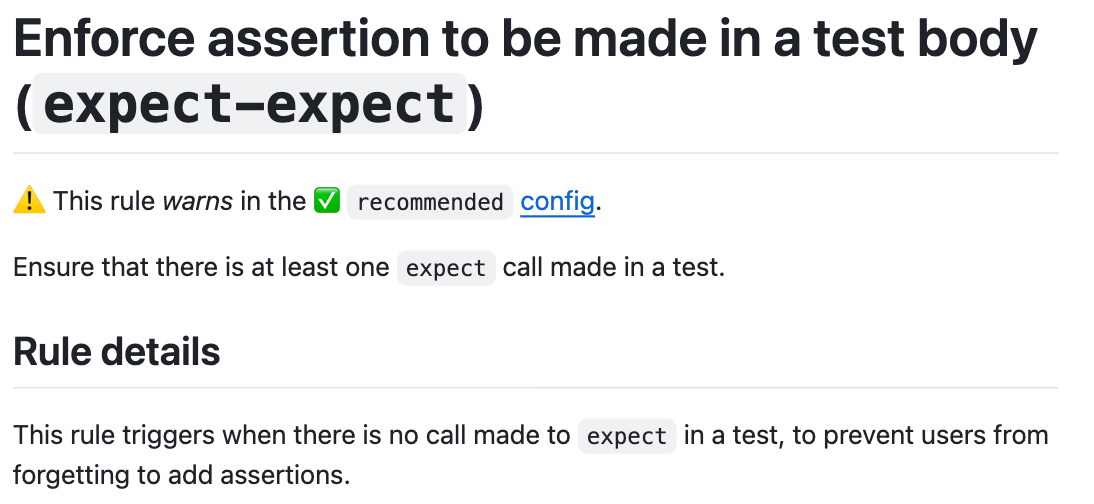 Enforce assertion to be made in a test body
(expect-expect)
⚠️ This rule warns in the ✅ recommended config.
Ensure that there is at least one expect call made in a test.
Rule details
This rule triggers when there is no call made to expect in a test, to prevent users from
forgetting to add assertions.